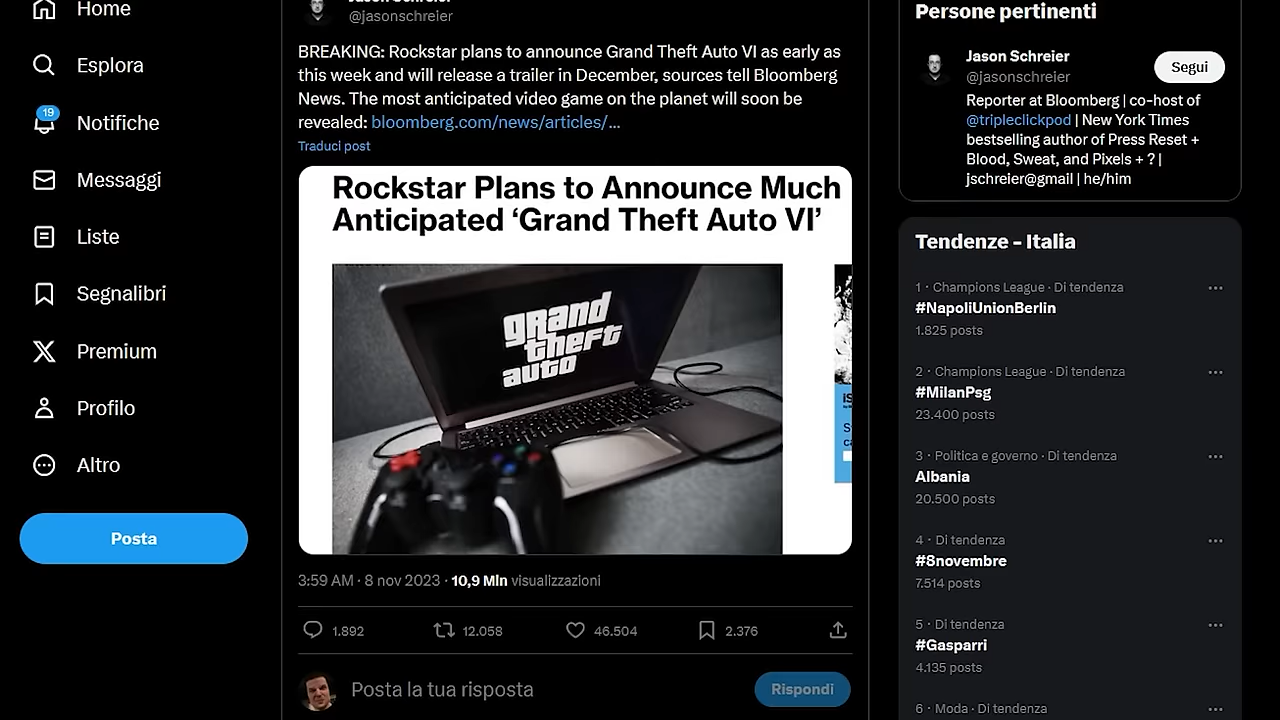 Home
Esplora
19
Notifiche
Messaggi
Liste
Segnalibri
Premium
Profilo
Altro
Posta
Jason Schreier
@jasonschreier
BREAKING: Rockstar plans to announce Grand Theft Auto VI as early as
this week and will release a trailer in December, sources tell Bloomberg
News. The most anticipated video game on the planet will soon be
revealed: bloomberg.com/news/articles/...
Traduci post
Rockstar Plans to Announce Much
Anticipated ‘Grand Theft Auto VI’
grand
theft
auto
3:59 AM · 8 nov 2023 · 10,9 Mln visualizzazioni
1.892
12.058
46.504
2.376
Posta la tua risposta
Rispondi
Persone pertinenti
Jason Schreier
@jasonschreier
Segui
Reporter at Bloomberg | co-host of
@tripleclickpod | New York Times
bestselling author of Press Reset +
Blood, Sweat, and Pixels + ? |
jschreier@gmail | he/him
Tendenze – Italia
1 · Champions League · Di tendenza
#NapoliUnionBerlin
1.825 posts
2 · Champions League · Di tendenza
#MilanPsg
23.400 posts
3 · Politica e governo · Di tendenza
Albania
20.500 posts
4 · Di tendenza
#8novembre
7.514 posts
5 · Di tendenza
#Gasparri
4.135 posts
6 · Moda · Di tendenza